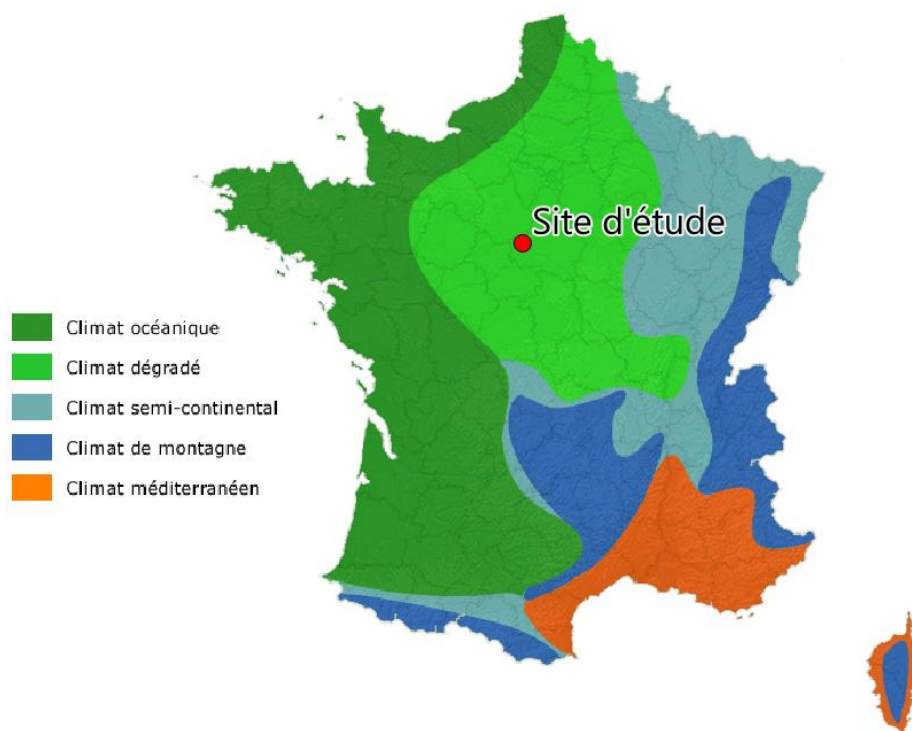 Site d'étude
Climat océanique
Climat dégradé
Climat semi-continental
Climat de montagne
Climat méditerranéen